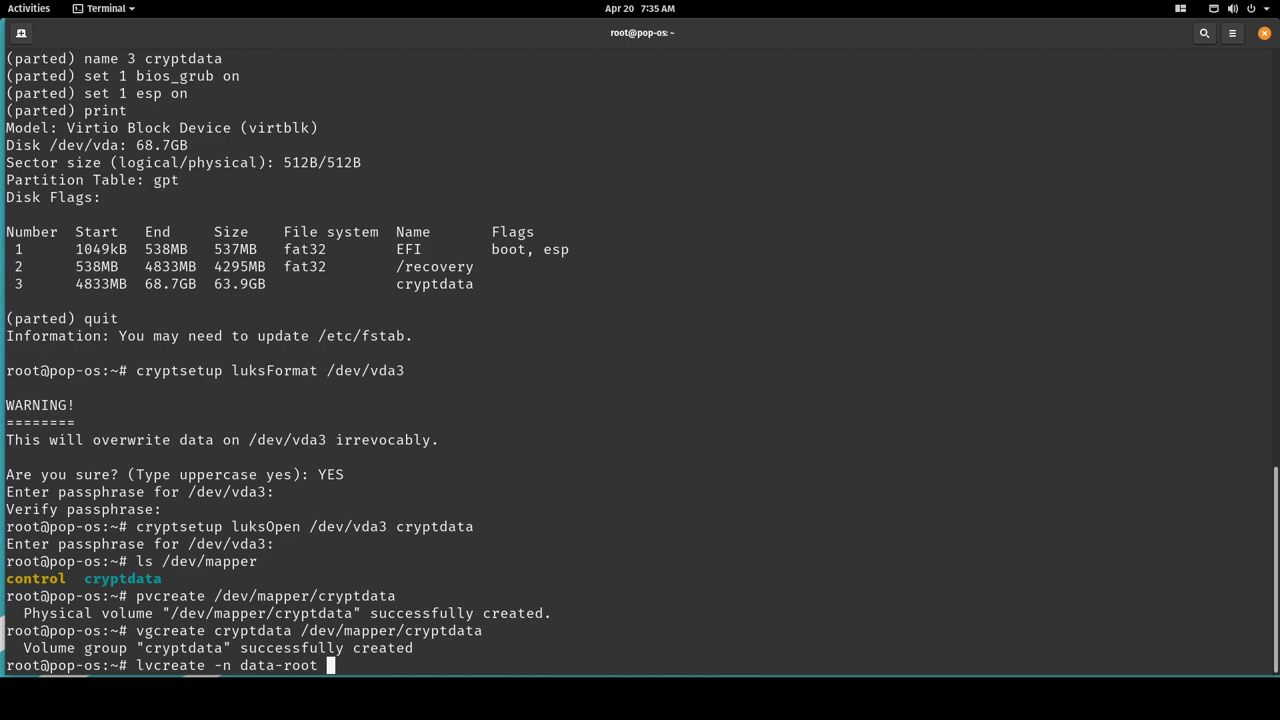 Activities
Terminal
Apr 20 7:35 AM
root@pop-os: ~
(parted) name 3 cryptdata
(parted) set 1 bios_grub on
(parted) set 1 esp on
(parted) print
Model: Virtio Block Device (virtblk)
Disk /dev/vda: 68.7GB
Sector size (logical/physical): 512B/512B
Partition Table: gpt
Disk Flags:
Number Start End Size File system Name Flags
1 1049kB 538MB 537MB fat32 EFI boot, esp
2 538MB 4833MB 4295MB fat32 /recovery
3 4833MB 68.7GB 63.9GB cryptdata
(parted) quit
Information: You may need to update /etc/fstab.
root@pop-os:~# cryptsetup luksFormat /dev/vda3
WARNING!
========
This will overwrite data on /dev/vda3 irrevocably.
Are you sure? (Type uppercase yes): YES
Enter passphrase for /dev/vda3:
Verify passphrase:
root@pop-os:~# cryptsetup luksOpen /dev/vda3 cryptdata
Enter passphrase for /dev/vda3:
root@pop-os:~# ls /dev/mapper
control cryptdata
root@pop-os:~# pvcreate /dev/mapper/cryptdata
Physical volume "/dev/mapper/cryptdata" successfully created.
root@pop-os:~# vgcreate cryptdata /dev/mapper/cryptdata
Volume group "cryptdata" successfully created
root@pop-os:~# lvcreate -n data-root